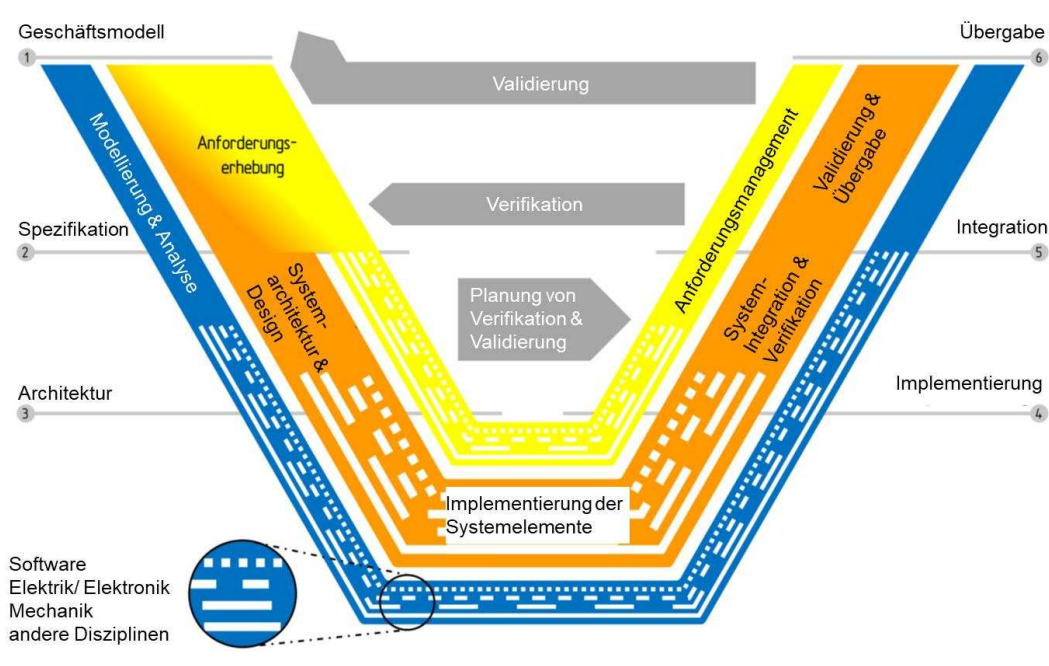 Geschäftsmodell
1
Übergabe
6
Validierung
Modellierung & Analyse
Anforderungs-
erhebung
Anforderungsmanagement
Validierung &
Übergabe
Verifikation
Spezifikation
2
Integration
5
System-
architektur &
Design
Planung von
Verifikation &
Validierung
System-
Integration &
Verifikation
Architektur
3
Implementierung
4
Implementierung der
Systemelemente
Software
Elektrik/ Elektronik
Mechanik
andere Disziplinen